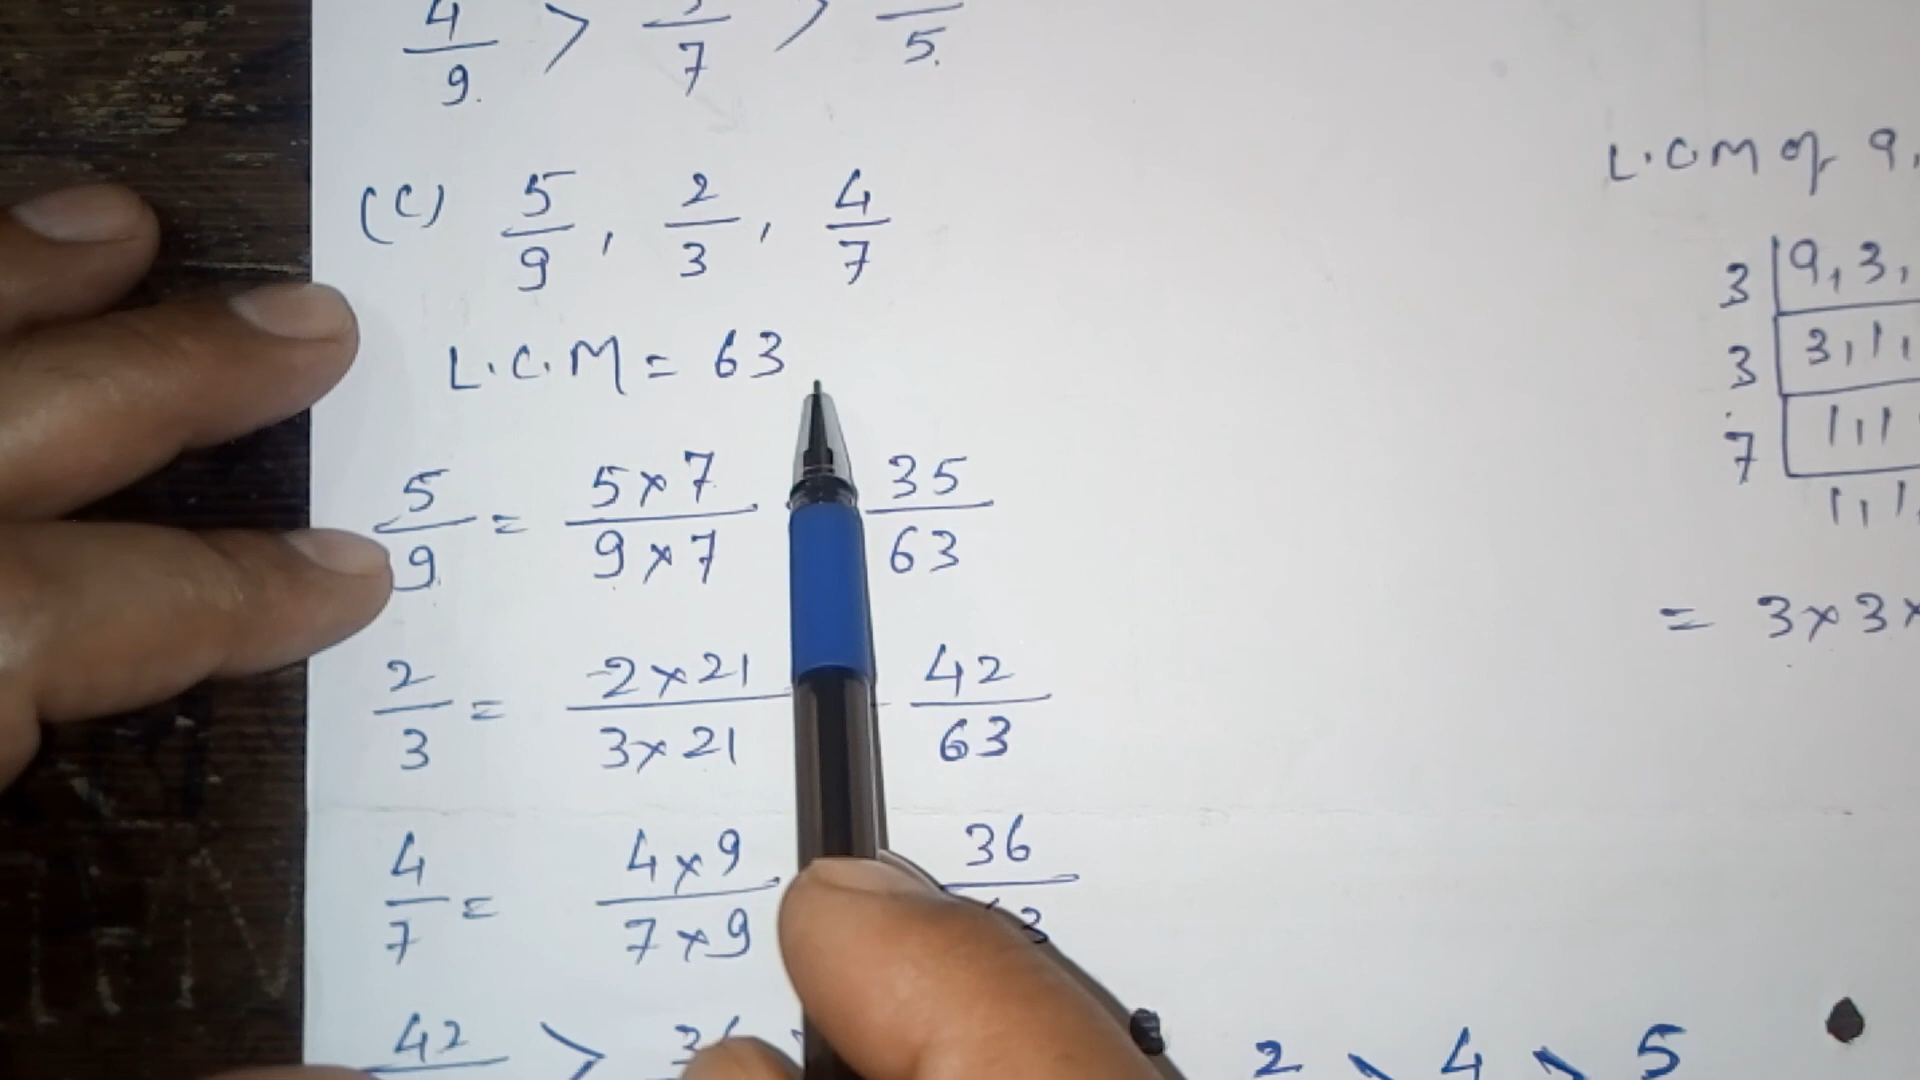 4/9 > /7 > /5.
(C) 5/9, 2/3, 4/7
L.C.M = 63
5/9 = 5×7/9×7 35/63
2/3 = 2×21/3×21 42/63
4/7 = 4×9/7×9 36/3
42 > 36
2 > 4 > 5
L.C.M of 9,
3 | 9, 3,
3 | 3, 1,
7 | 1, 1
1, 1,
= 3×3×